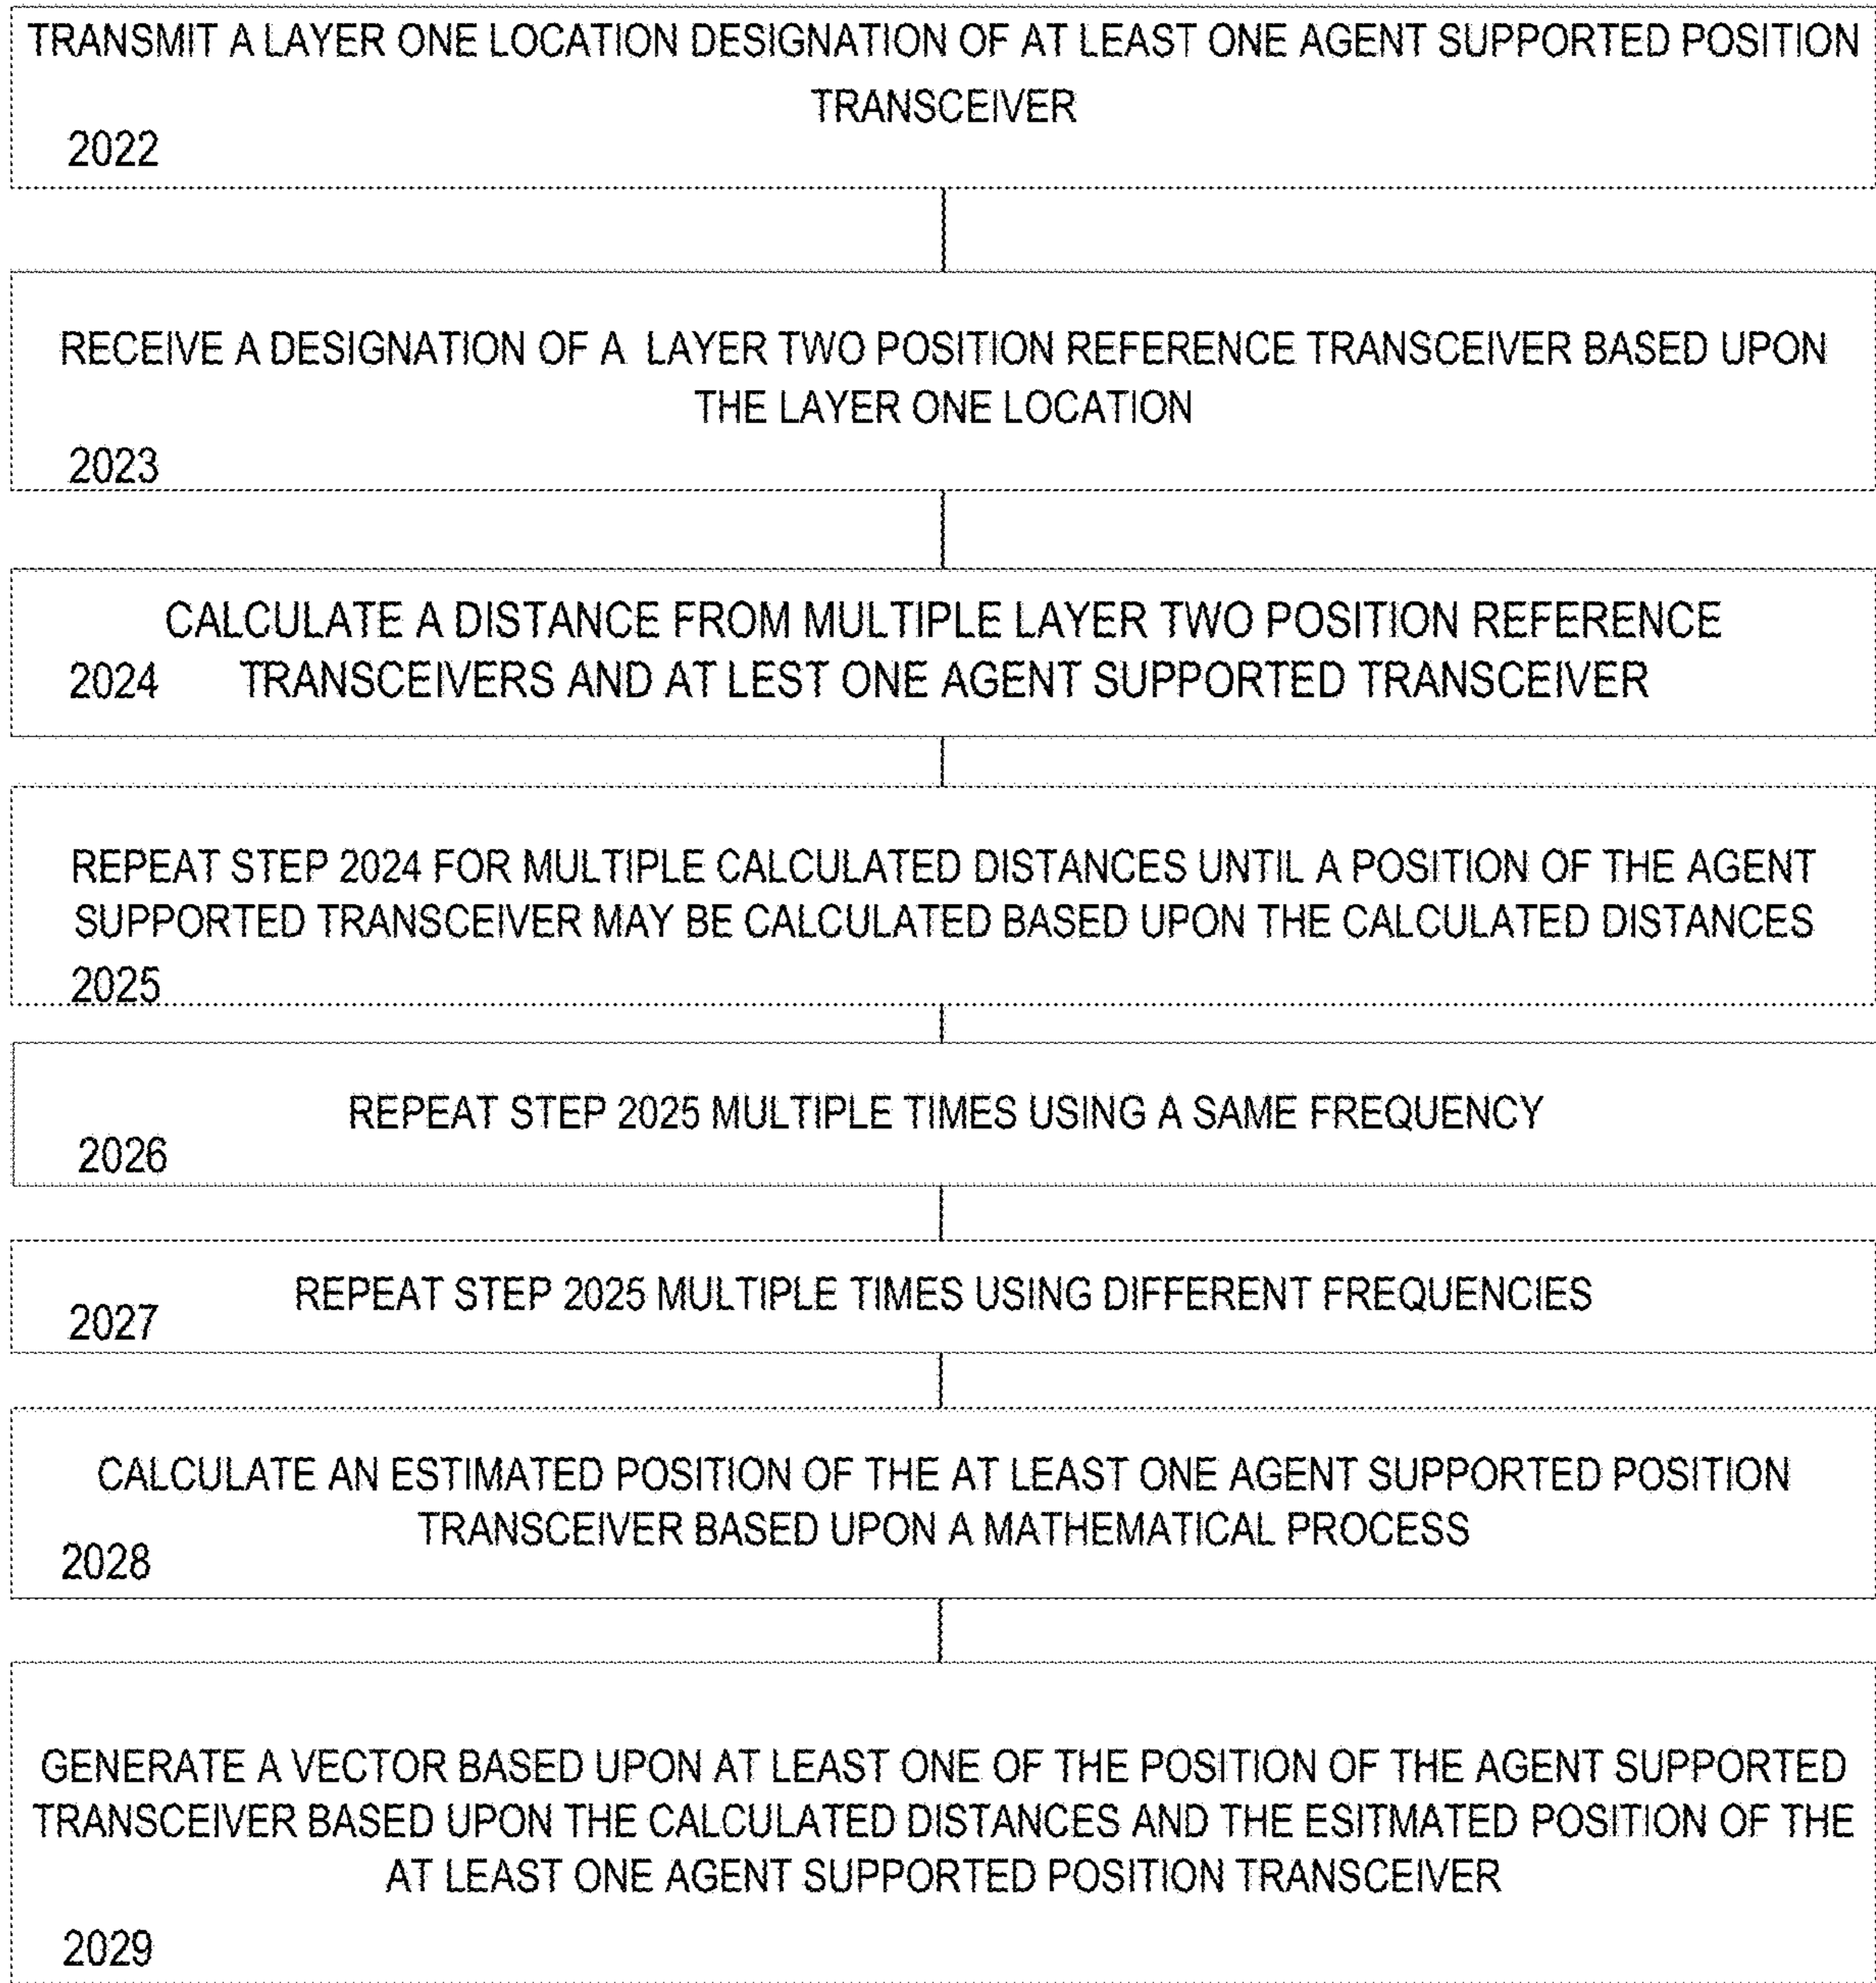 TRANSMIT A LAYER ONE LOCATION DESIGNATION OF AT LEAST ONE AGENT SUPPORTED POSITION
TRANSCEIVER
2022
RECEIVE A DESIGNATION OF A LAYER TWO POSITION REFERENCE TRANSCEIVER BASED UPON
THE LAYER ONE LOCATION
2023
CALCULATE A DISTANCE FROM MULTIPLE LAYER TWO POSITION REFERENCE
2024 TRANSCEIVERS AND AT LEST ONE AGENT SUPPORTED TRANSCEIVER
REPEAT STEP 2024 FOR MULTIPLE CALCULATED DISTANCES UNTIL A POSITION OF THE AGENT
SUPPORTED TRANSCEIVER MAY BE CALCULATED BASED UPON THE CALCULATED DISTANCES
2025
REPEAT STEP 2025 MULTIPLE TIMES USING A SAME FREQUENCY
2026
REPEAT STEP 2025 MULTIPLE TIMES USING DIFFERENT FREQUENCIES
2027
CALCULATE AN ESTIMATED POSITION OF THE AT LEAST ONE AGENT SUPPORTED POSITION
TRANSCEIVER BASED UPON A MATHEMATICAL PROCESS
2028
GENERATE A VECTOR BASED UPON AT LEAST ONE OF THE POSITION OF THE AGENT SUPPORTED
TRANSCEIVER BASED UPON THE CALCULATED DISTANCES AND THE ESITMATED POSITION OF THE
AT LEAST ONE AGENT SUPPORTED POSITION TRANSCEIVER
2029